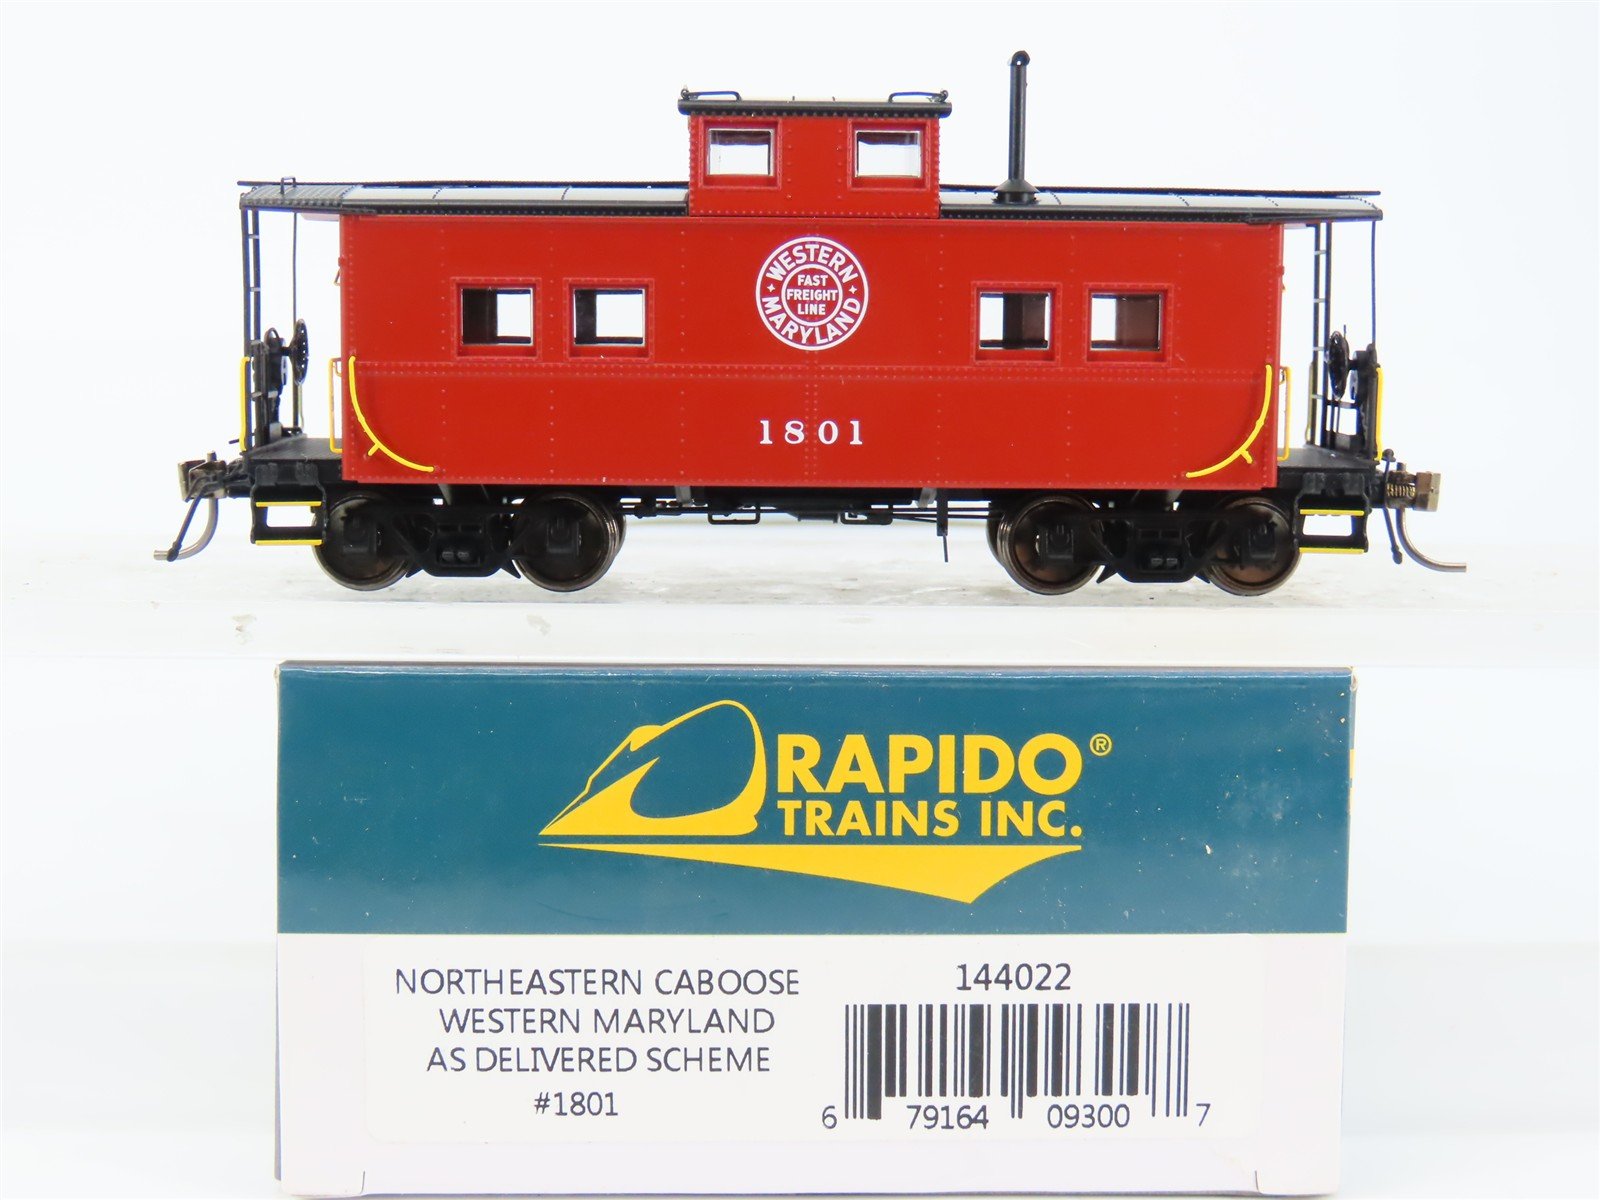 WESTERN
FAST
FREIGHT
LINE
MARYLAND
1801
RAPIDO®
TRAINS INC.
NORTHEASTERN CABOOSE
WESTERN MARYLAND
AS DELIVERED SCHEME
#1801
144022
6 79164 09300 7